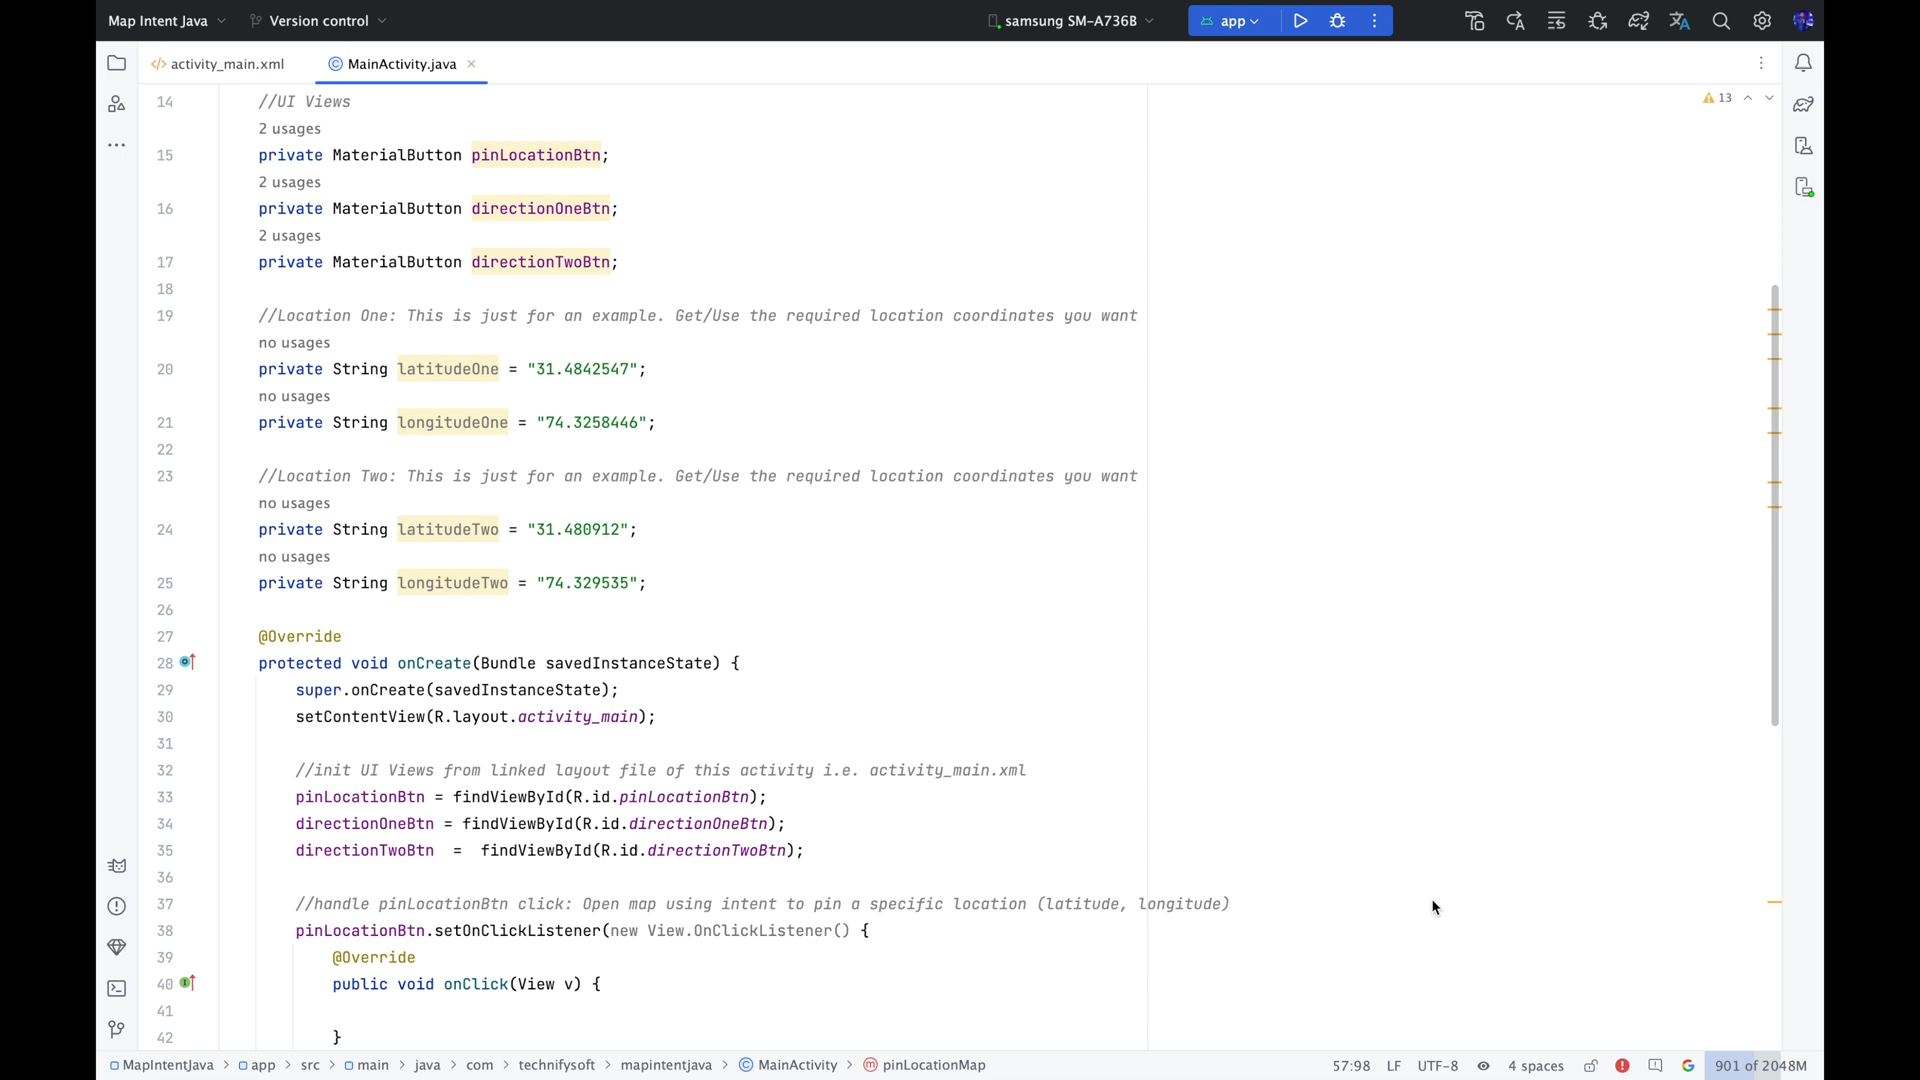 Map Intent Java
Version control
samsung SM-A736B
app
activity_main.xml
MainActivity.java
14 //UI Views
2 usages
15 private MaterialButton pinLocationBtn;
2 usages
16 private MaterialButton directionOneBtn;
2 usages
17 private MaterialButton directionTwoBtn;
18
19 //Location One: This is just for an example. Get/Use the required location coordinates you want
no usages
20 private String latitudeOne = "31.4842547";
no usages
21 private String longitudeOne = "74.3258446";
22
23 //Location Two: This is just for an example. Get/Use the required location coordinates you want
no usages
24 private String latitudeTwo = "31.480912";
no usages
25 private String longitudeTwo = "74.329535";
26
27 @Override
28 protected void onCreate(Bundle savedInstanceState) {
29 super.onCreate(savedInstanceState);
30 setContentView(R.layout.activity_main);
31
32 //init UI Views from linked layout file of this activity i.e. activity_main.xml
33 pinLocationBtn = findViewById(R.id.pinLocationBtn);
34 directionOneBtn = findViewById(R.id.directionOneBtn);
35 directionTwoBtn  =  findViewById(R.id.directionTwoBtn);
36
37 //handle pinLocationBtn click: Open map using intent to pin a specific location (latitude, longitude)
38 pinLocationBtn.setOnClickListener(new View.OnClickListener() {
39 @Override
40 public void onClick(View v) {
41
42 }
13
MapIntentJava > app > src > main > java > com > technifysoft > mapintentjava > MainActivity > pinLocationMap
57:98 LF UTF-8 4 spaces 901 of 2048M